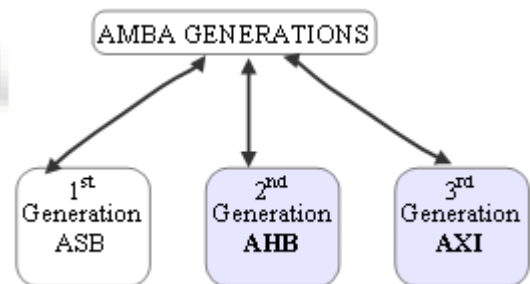 AMBA GENERATIONS
1st
Generation
ASB
2nd
Generation
AHB
3rd
Generation
AXI